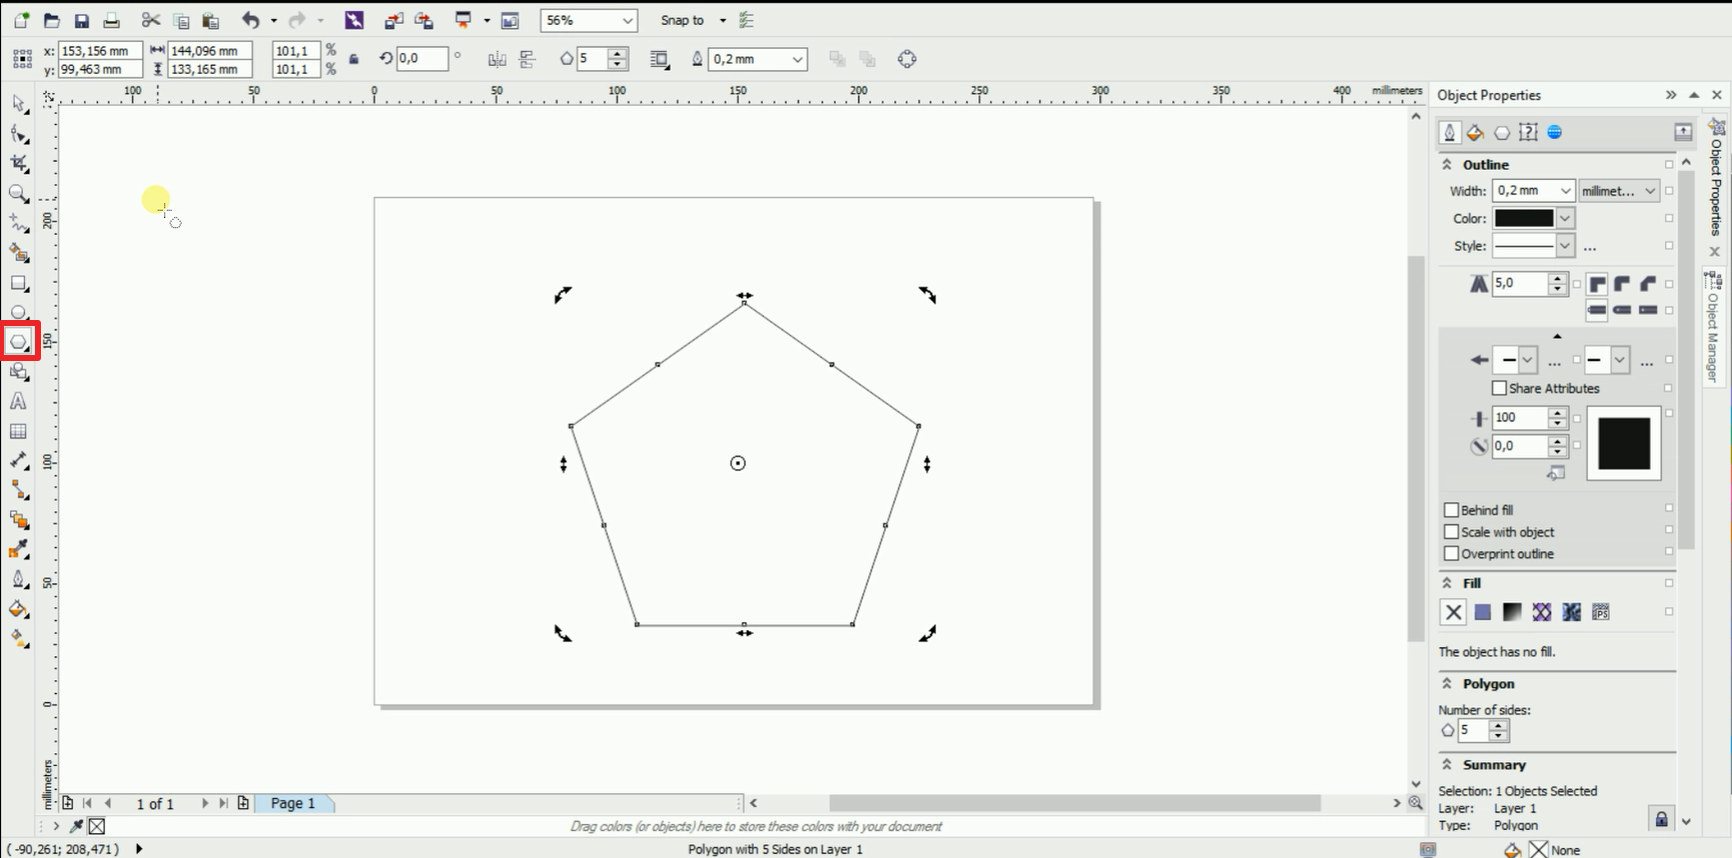 56%
Snap to
x: 153,156 mm
144,096 mm
101,1 %
0,0 °
5
0,2 mm
y: 99,463 mm
133,165 mm
101,1 %
100 50 0 50 100 150 200 250 300 350 400 millimeters
Object Properties
Outline
Width: 0,2 mm millimet...
Color:
Style: ...
5,0
... ...
Share Attributes
100
0,0
Behind fill
Scale with object
Overprint outline
Fill
PS
The object has no fill.
Polygon
Number of sides:
5
Summary
Selection: 1 Objects Selected
Layer: Layer 1
Type: Polygon
Object Properties
Object Manager
200
150
100
50
0
millimeters
1 of 1
Page 1
Drag colors (or objects) here to store these colors with your document
( -90,261; 208,471 )
Polygon with 5 Sides on Layer 1
None